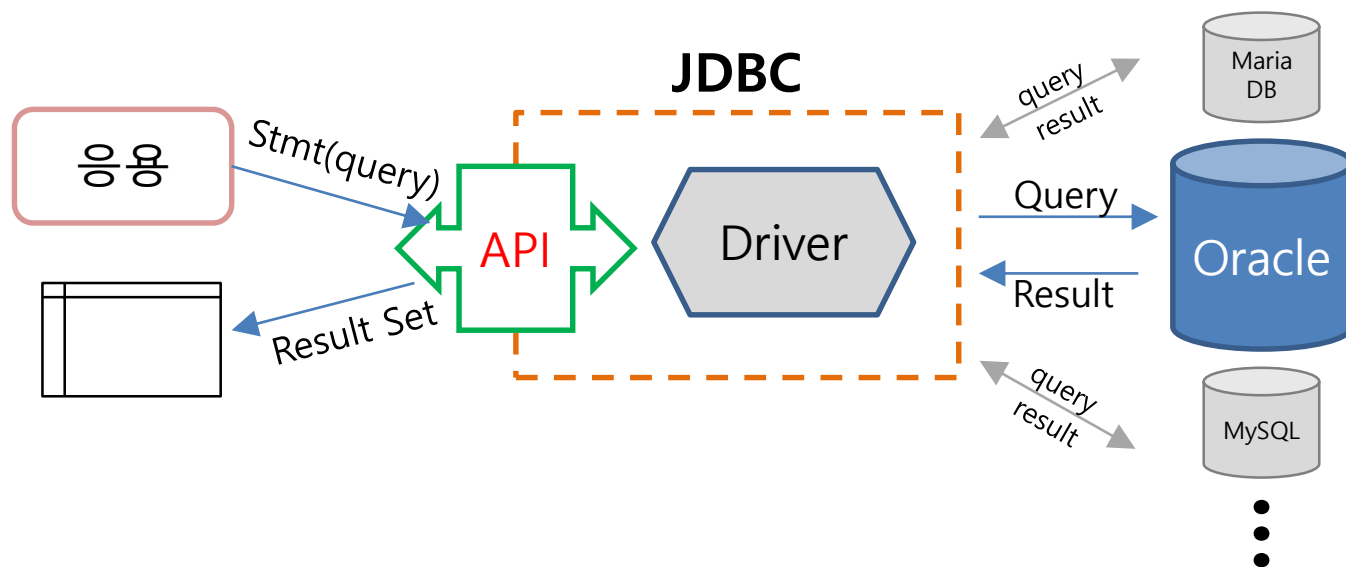 JDBC
응용
Stmt(query)
API
Driver
Result Set
query
result
Maria
DB
Query
Result
Oracle
query
result
MySQL